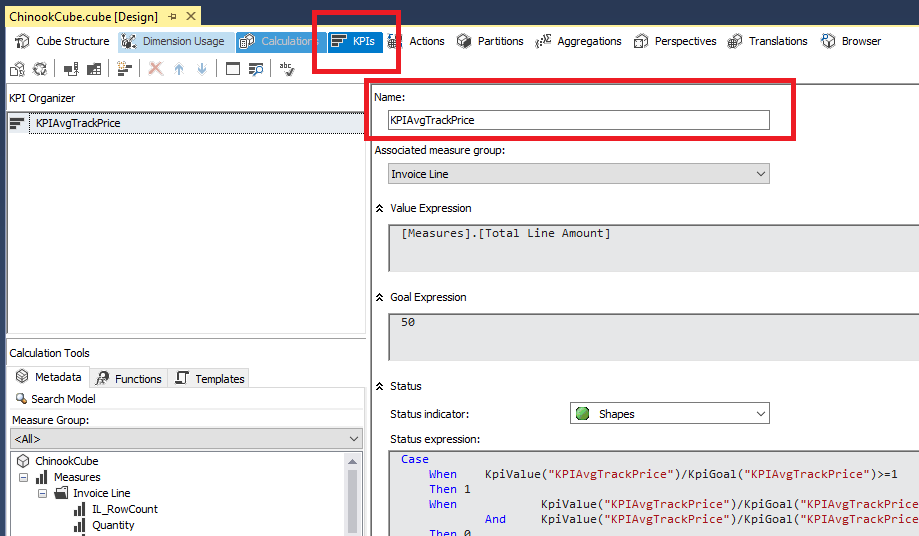 ChinookCube.cube [Design]
Cube Structure Dimension Usage Calculations KPIs Actions Partitions Aggregations Perspectives Translations Browser
abc
KPI Organizer
KPIAvgTrackPrice
Name:
KPIAvgTrackPrice
Associated measure group:
Invoice Line
Value Expression
[Measures].[Total Line Amount]
Goal Expression
50
Status
Status indicator: Shapes
Status expression:
Case
When KpiValue("KPIAvgTrackPrice")/KpiGoal("KPIAvgTrackPrice")>=1
Then 1
When KpiValue("KPIAvgTrackPrice")/KpiGoal("KPIAvgTrackPrice
And KpiValue("KPIAvgTrackPrice")/KpiGoal("KPIAvgTrackPrice
Then 0
Calculation Tools
Metadata Functions Templates
Search Model
Measure Group:
<All>
ChinookCube
Measures
Invoice Line
IL_RowCount
Quantity